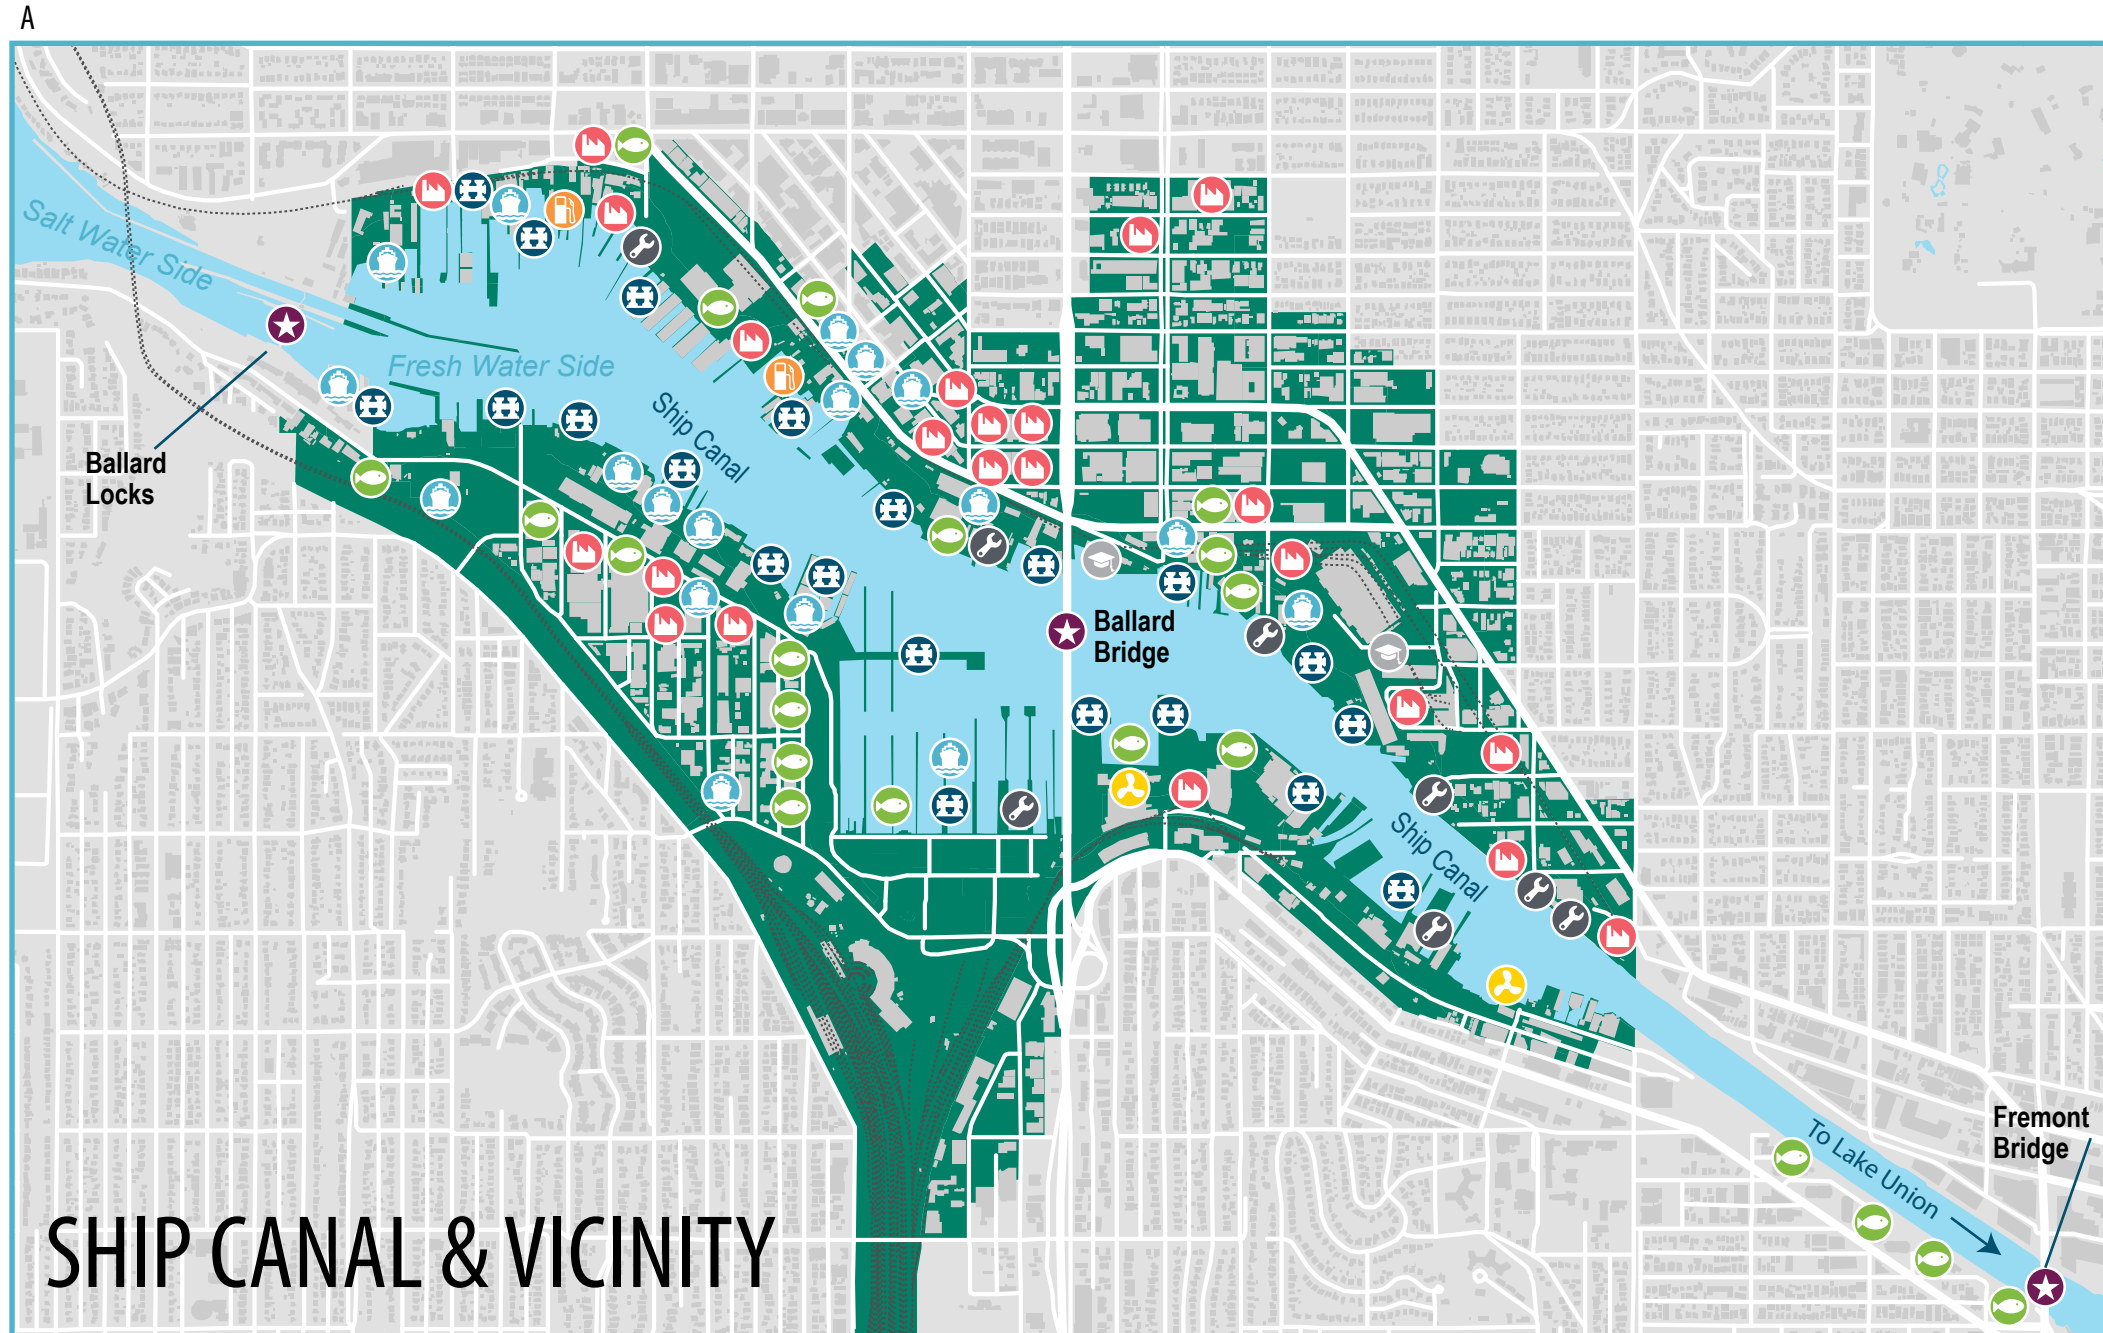 A
Salt Water Side
Fresh Water Side
Ship Canal
Ballard
Locks
Ballard
Bridge
Ship Canal
Fremont
Bridge
To Lake Union
SHIP CANAL & VICINITY